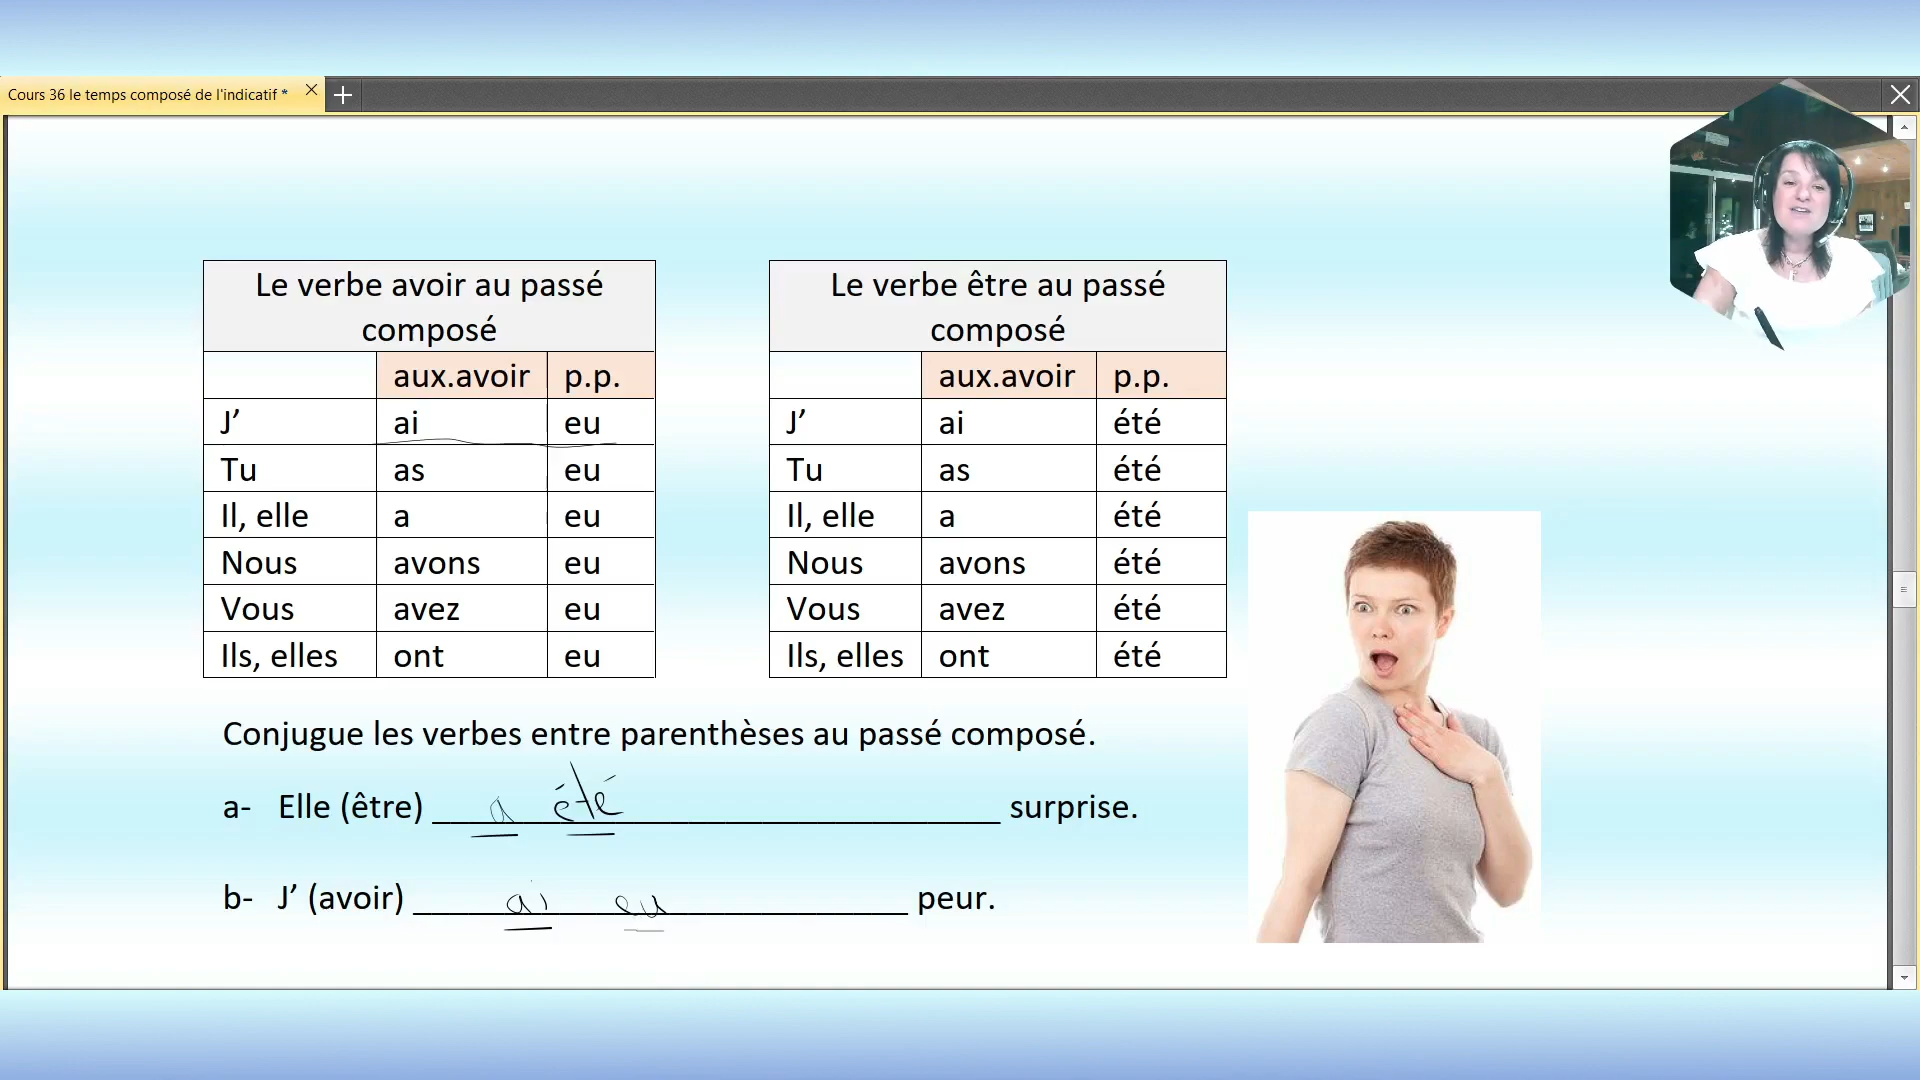 Cours 36 le temps composé de l'indicatif *
Le verbe avoir au passé
composé
aux.avoir p.p.
J’ ai eu
Tu as eu
Il, elle a eu
Nous avons eu
Vous avez eu
Ils, elles ont eu
Le verbe être au passé
composé
aux.avoir p.p.
J’ ai été
Tu as été
Il, elle a été
Nous avons été
Vous avez été
Ils, elles ont été
Conjugue les verbes entre parenthèses au passé composé.
a- Elle (être) a été surprise.
b- J’ (avoir) ai eu peur.